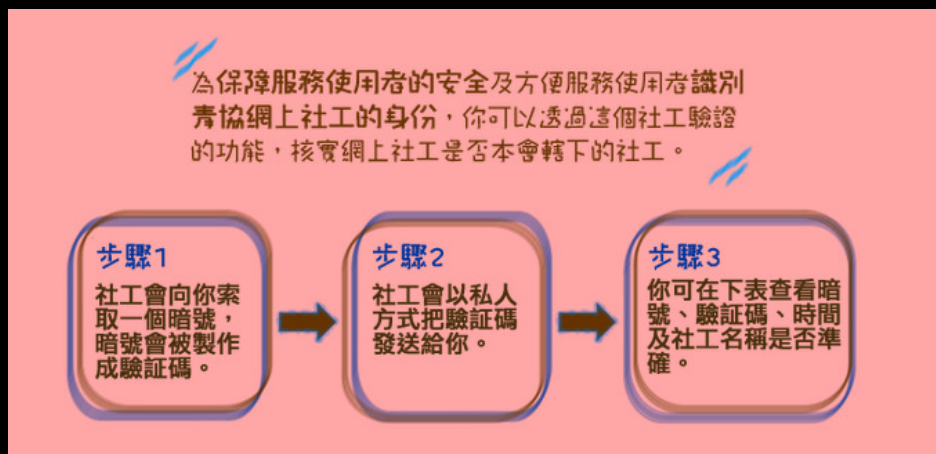 為保障服務使用者的安全及方便服務使用者識別
青協網上社工的身份，你可以透過這個社工驗證
的功能，核實網上社工是否本會轄下的社工。
步驟1
社工會向你索
取一個暗號，
暗號會被製作
成驗証碼。
步驟2
社工會以私人
方式把驗証碼
發送給你。
步驟3
你可在下表查看暗
號、驗証碼、時間
及社工名稱是否準
確。